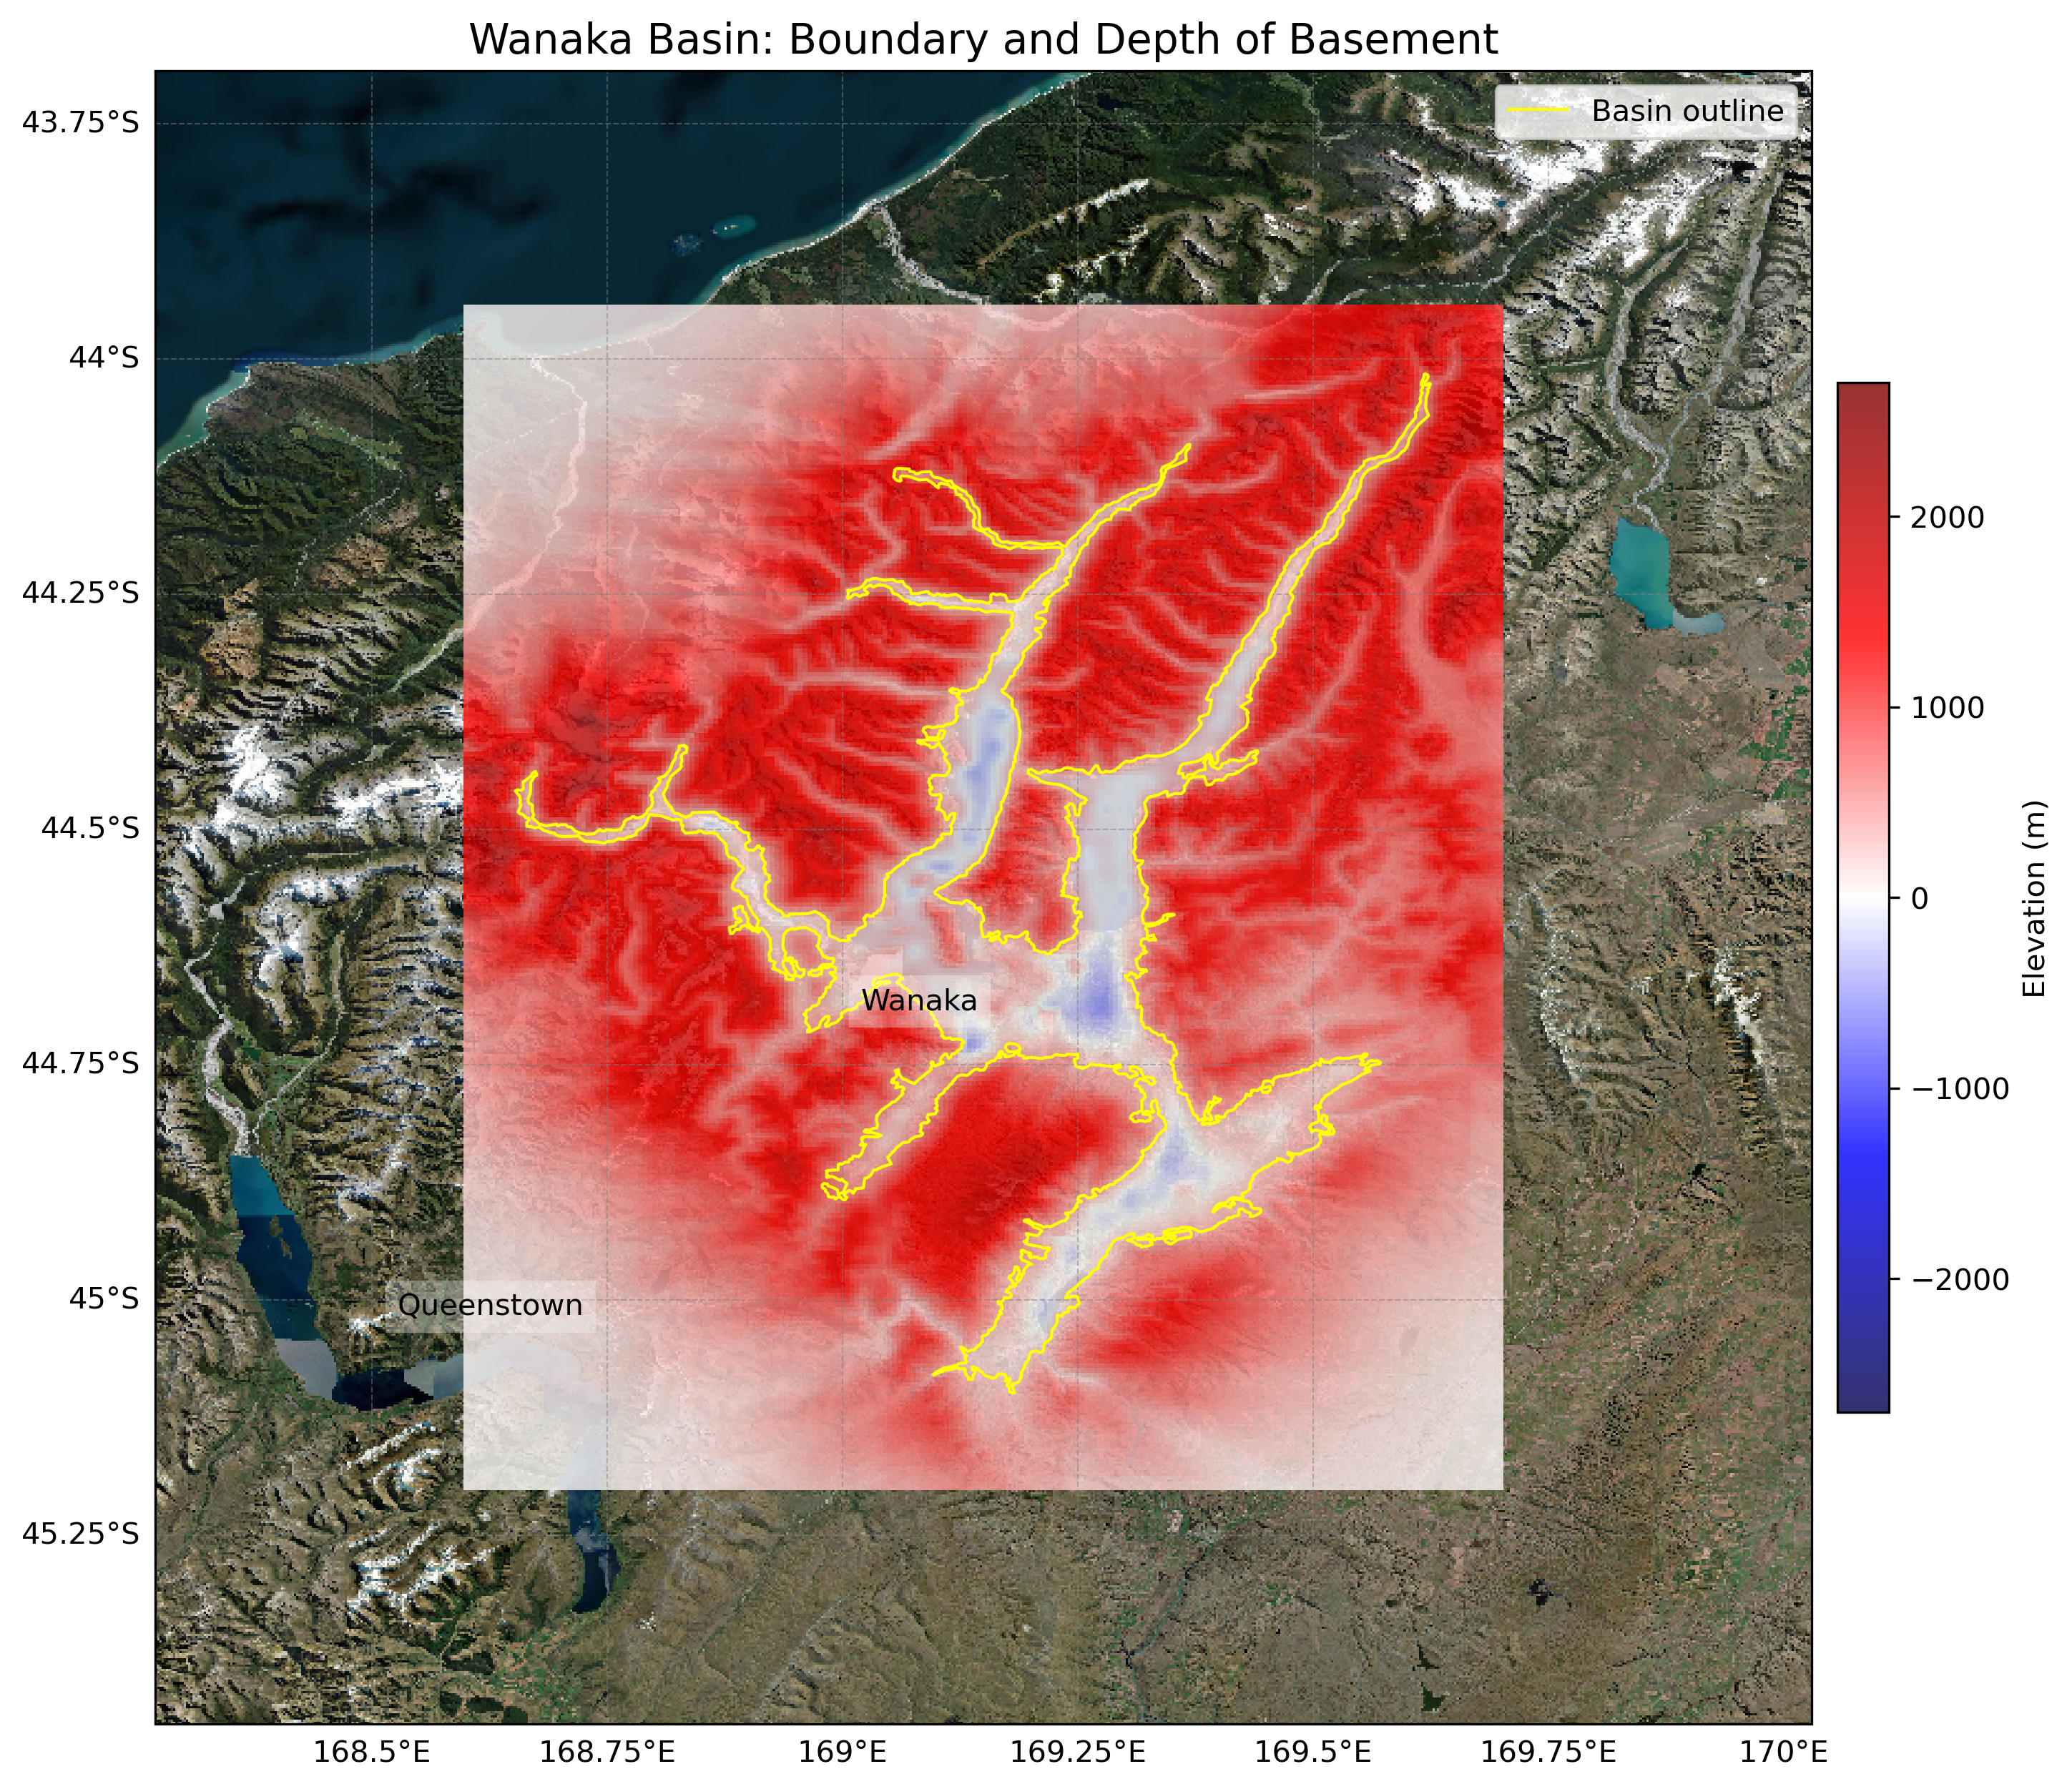 Wanaka Basin: Boundary and Depth of Basement
Basin outline
43.75°S
44°S
44.25°S
44.5°S
44.75°S
45°S
45.25°S
Wanaka
Queenstown
168.5°E
168.75°E
169°E
169.25°E
169.5°E
169.75°E
170°E
2000
1000
0
−1000
−2000
Elevation (m)